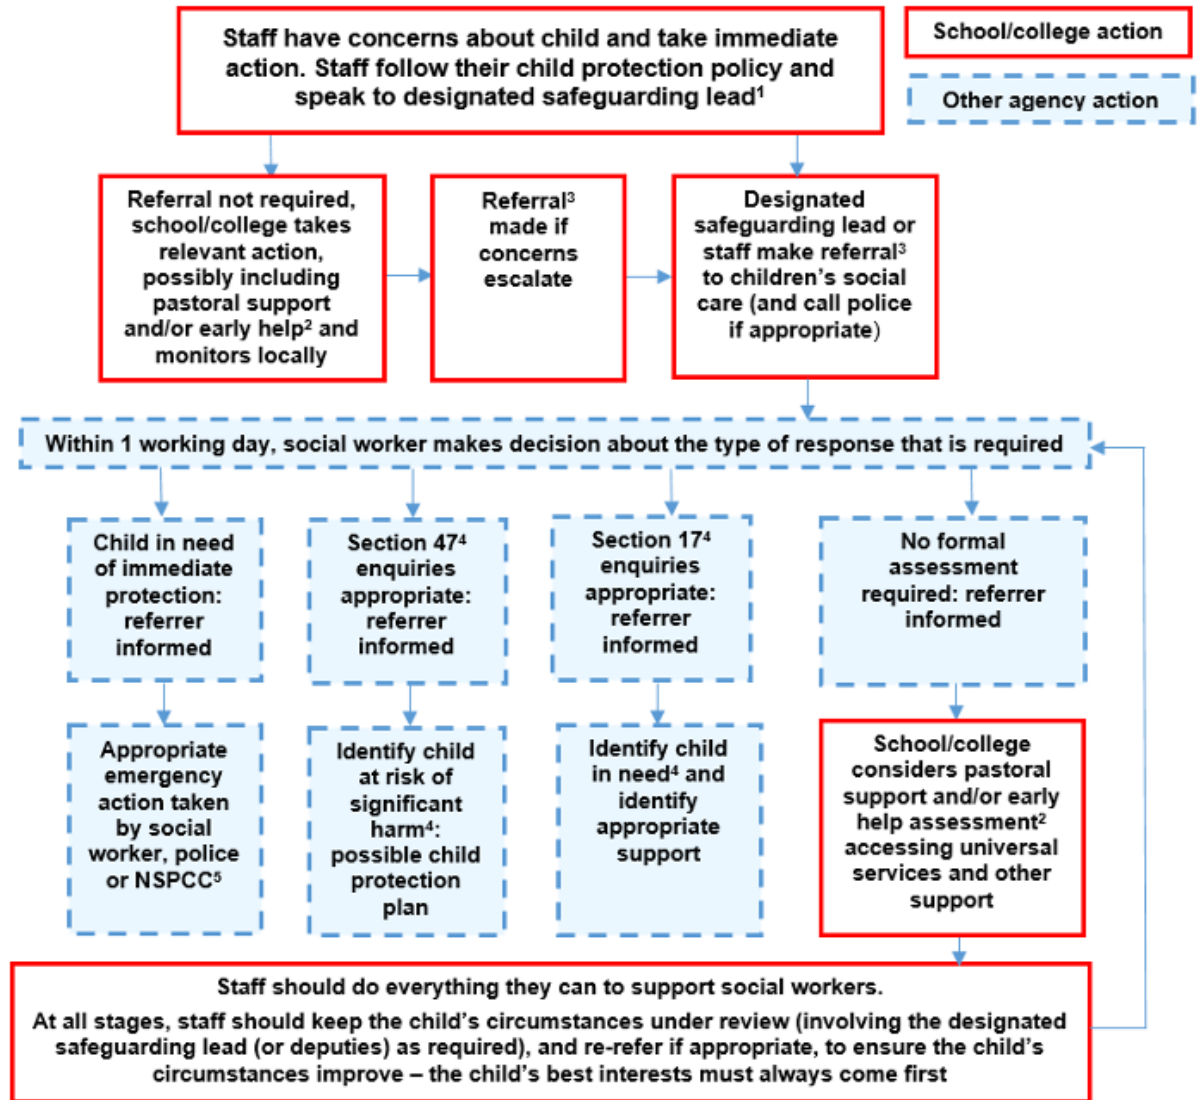 Staff have concerns about child and take immediate
action. Staff follow their child protection policy and
speak to designated safeguarding lead¹
School/college action
Other agency action
Referral not required,
school/college takes
relevant action,
possibly including
pastoral support
and/or early help² and
monitors locally
Referral³
made if
concerns
escalate
Designated
safeguarding lead or
staff make referral³
to children’s social
care (and call police
if appropriate)
Within 1 working day, social worker makes decision about the type of response that is required
Child in need
of immediate
protection:
referrer
informed
Section 47⁴
enquiries
appropriate:
referrer
informed
Section 17⁴
enquiries
appropriate:
referrer
informed
No formal
assessment
required: referrer
informed
Appropriate
emergency
action taken
by social
worker, police
or NSPCC⁵
Identify child
at risk of
significant
harm⁴:
possible child
protection
plan
Identify child
in need⁴ and
identify
appropriate
support
School/college
considers pastoral
support and/or early
help assessment²
accessing universal
services and other
support
Staff should do everything they can to support social workers.
At all stages, staff should keep the child’s circumstances under review (involving the designated
safeguarding lead (or deputies) as required), and re-refer if appropriate, to ensure the child’s
circumstances improve – the child’s best interests must always come first